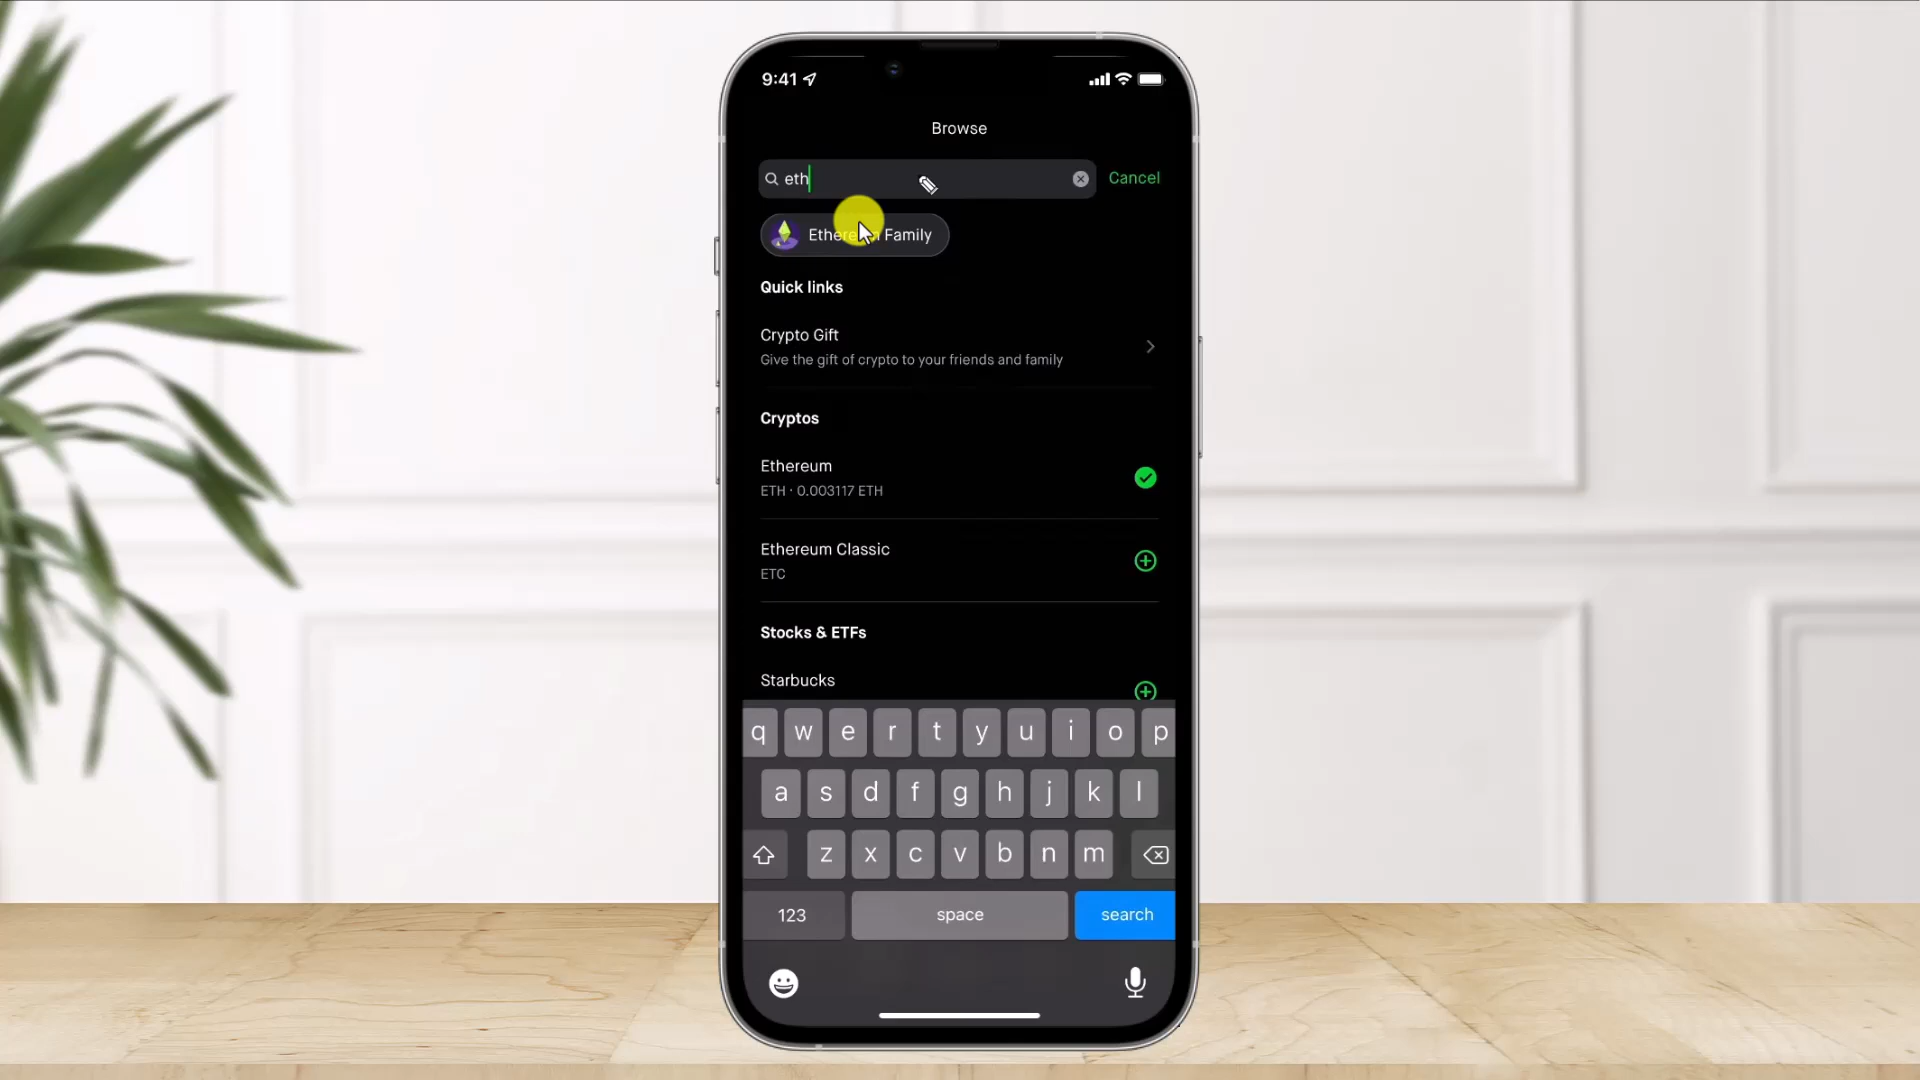 9:41
Browse
eth
Cancel
Ethereum Family
Quick links
Crypto Gift
Give the gift of crypto to your friends and family
Cryptos
Ethereum
ETH · 0.003117 ETH
Ethereum Classic
ETC
Stocks & ETFs
Starbucks
q w e r t y u i o p
a s d f g h j k l
z x c v b n m
123 space search